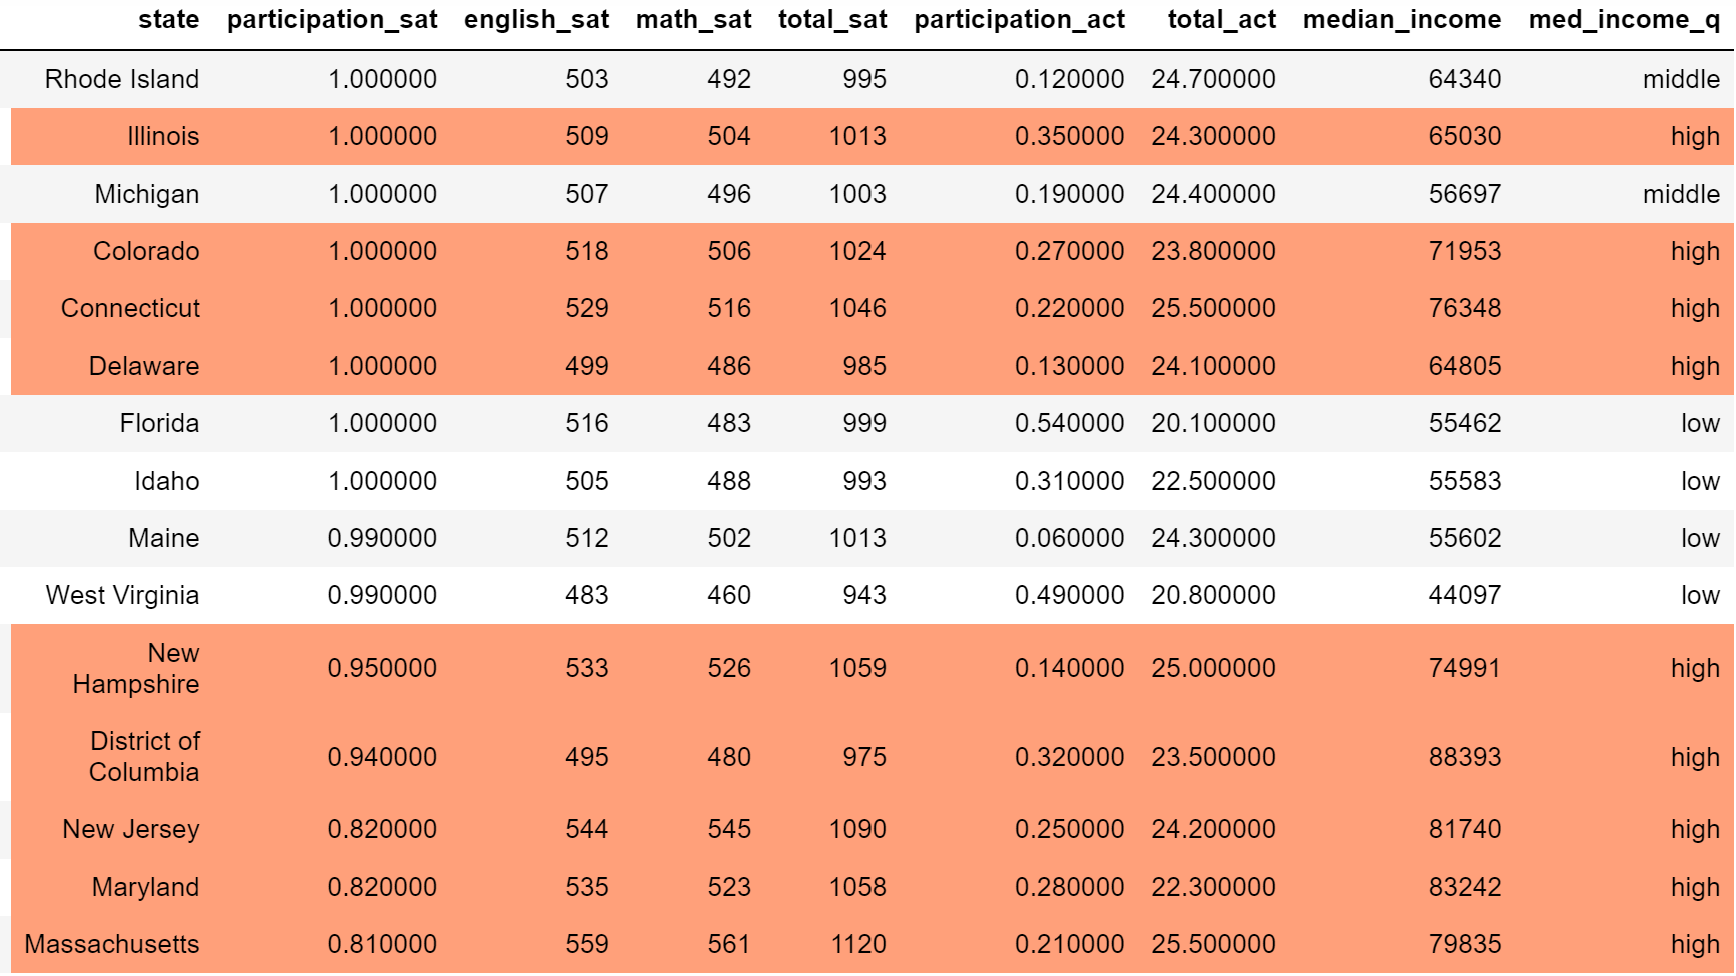 state participation_sat english_sat math_sat total_sat participation_act total_act median_income med_income_q
Rhode Island 1.000000 503 492 995 0.120000 24.700000 64340 middle
Illinois 1.000000 509 504 1013 0.350000 24.300000 65030 high
Michigan 1.000000 507 496 1003 0.190000 24.400000 56697 middle
Colorado 1.000000 518 506 1024 0.270000 23.800000 71953 high
Connecticut 1.000000 529 516 1046 0.220000 25.500000 76348 high
Delaware 1.000000 499 486 985 0.130000 24.100000 64805 high
Florida 1.000000 516 483 999 0.540000 20.100000 55462 low
Idaho 1.000000 505 488 993 0.310000 22.500000 55583 low
Maine 0.990000 512 502 1013 0.060000 24.300000 55602 low
West Virginia 0.990000 483 460 943 0.490000 20.800000 44097 low
New
Hampshire 0.950000 533 526 1059 0.140000 25.000000 74991 high
District of
Columbia 0.940000 495 480 975 0.320000 23.500000 88393 high
New Jersey 0.820000 544 545 1090 0.250000 24.200000 81740 high
Maryland 0.820000 535 523 1058 0.280000 22.300000 83242 high
Massachusetts 0.810000 559 561 1120 0.210000 25.500000 79835 high